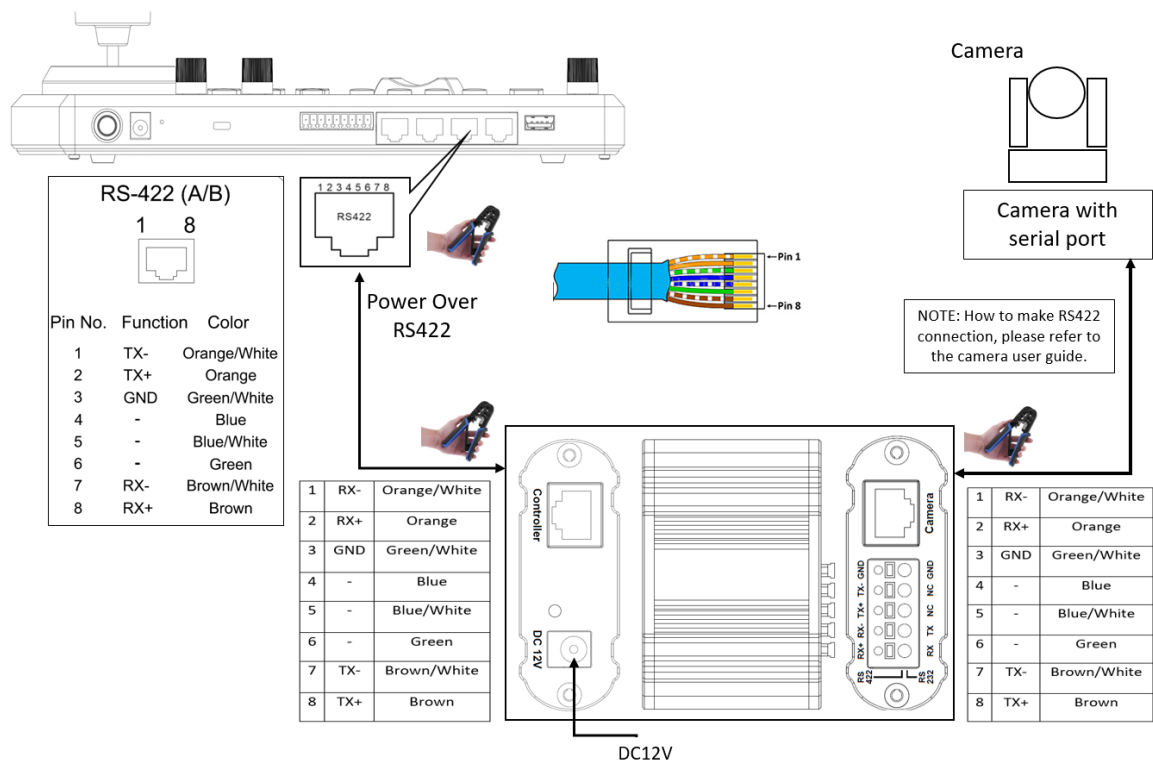 Camera
RS-422 (A/B)
1 8
Pin No. Function Color
1 TX- Orange/White
2 TX+ Orange
3 GND Green/White
4 - Blue
5 - Blue/White
6 - Green
7 RX- Brown/White
8 RX+ Brown
1 2 3 4 5 6 7 8
RS422
Power Over
RS422
Pin 1
Pin 8
Camera with
serial port
NOTE: How to make RS422
connection, please refer to
the camera user guide.
1 RX- Orange/White
2 RX+ Orange
3 GND Green/White
4 - Blue
5 - Blue/White
6 - Green
7 TX- Brown/White
8 TX+ Brown
Controller
DC 12V
DC12V
Camera
RX+ RX- TX+ TX- GND
RX TX NC NC GND
RS
422
RS
232
1 RX- Orange/White
2 RX+ Orange
3 GND Green/White
4 - Blue
5 - Blue/White
6 - Green
7 TX- Brown/White
8 TX+ Brown